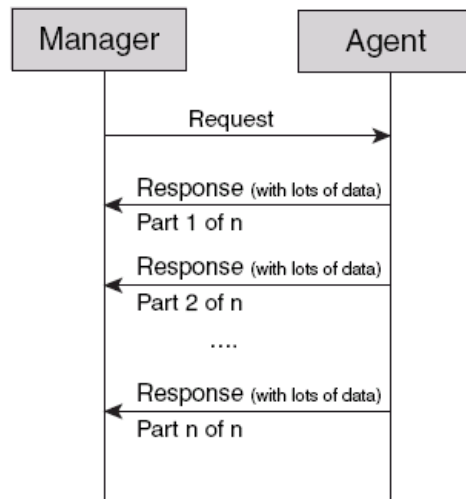 Manager Agent
Request
Response (with lots of data)
Part 1 of n
Response (with lots of data)
Part 2 of n
....
Response (with lots of data)
Part n of n